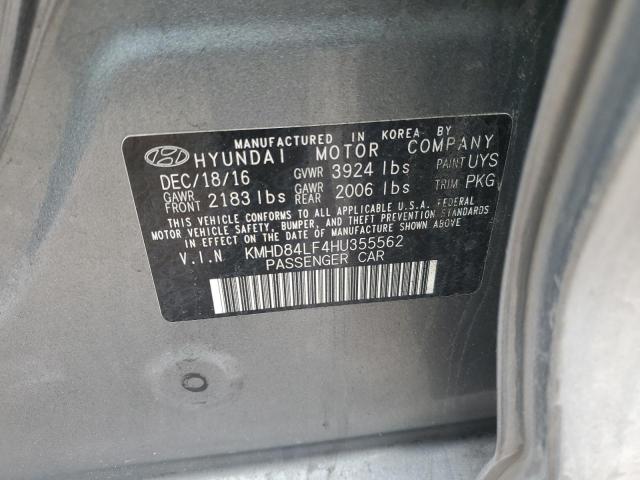 MANUFACTURED IN KOREA BY
HYUNDAI MOTOR COMPANY
DEC/18/16 GVWR 3924 lbs PAINT UYS
GAWR FRONT 2183 lbs GAWR REAR 2006 lbs TRIM PKG
THIS VEHICLE CONFORMS TO ALL APPLICABLE U.S.A. FEDERAL
MOTOR VEHICLE SAFETY, BUMPER, AND THEFT PREVENTION STANDARDS
IN EFFECT ON THE DATE OF MANUFACTURE SHOWN ABOVE.
V.I.N KMHD84LF4HU355562
PASSENGER CAR